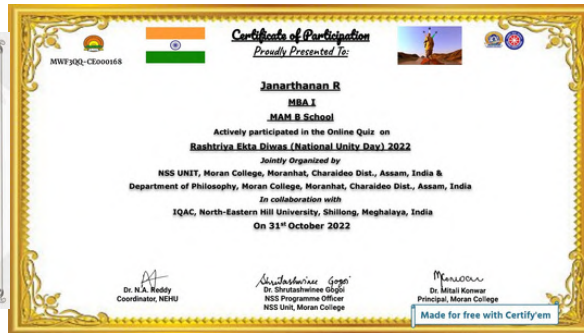 Certificate of Participation
Proudly Presented To:
MWF3QQ-CE000168
Janarthanan R
MBA I
MAM B School
Actively participated in the Online Quiz on
Rashtriya Ekta Diwas (National Unity Day) 2022
Jointly Organized by
NSS UNIT, Moran College, Moranhat, Charaideo Dist., Assam, India &
Department of Philosophy, Moran College, Moranhat, Charaideo Dist., Assam, India
In collaboration with
IQAC, North-Eastern Hill University, Shillong, Meghalaya, India
On 31st October 2022
Shrutashwinee Gogoi
Dr. N.A. Reddy
Coordinator, NEHU
Dr. Shrutashwinee Gogoi
NSS Programme Officer
NSS Unit, Moran College
Dr. Mitali Konwar
Principal, Moran College
Made for free with Certify'em